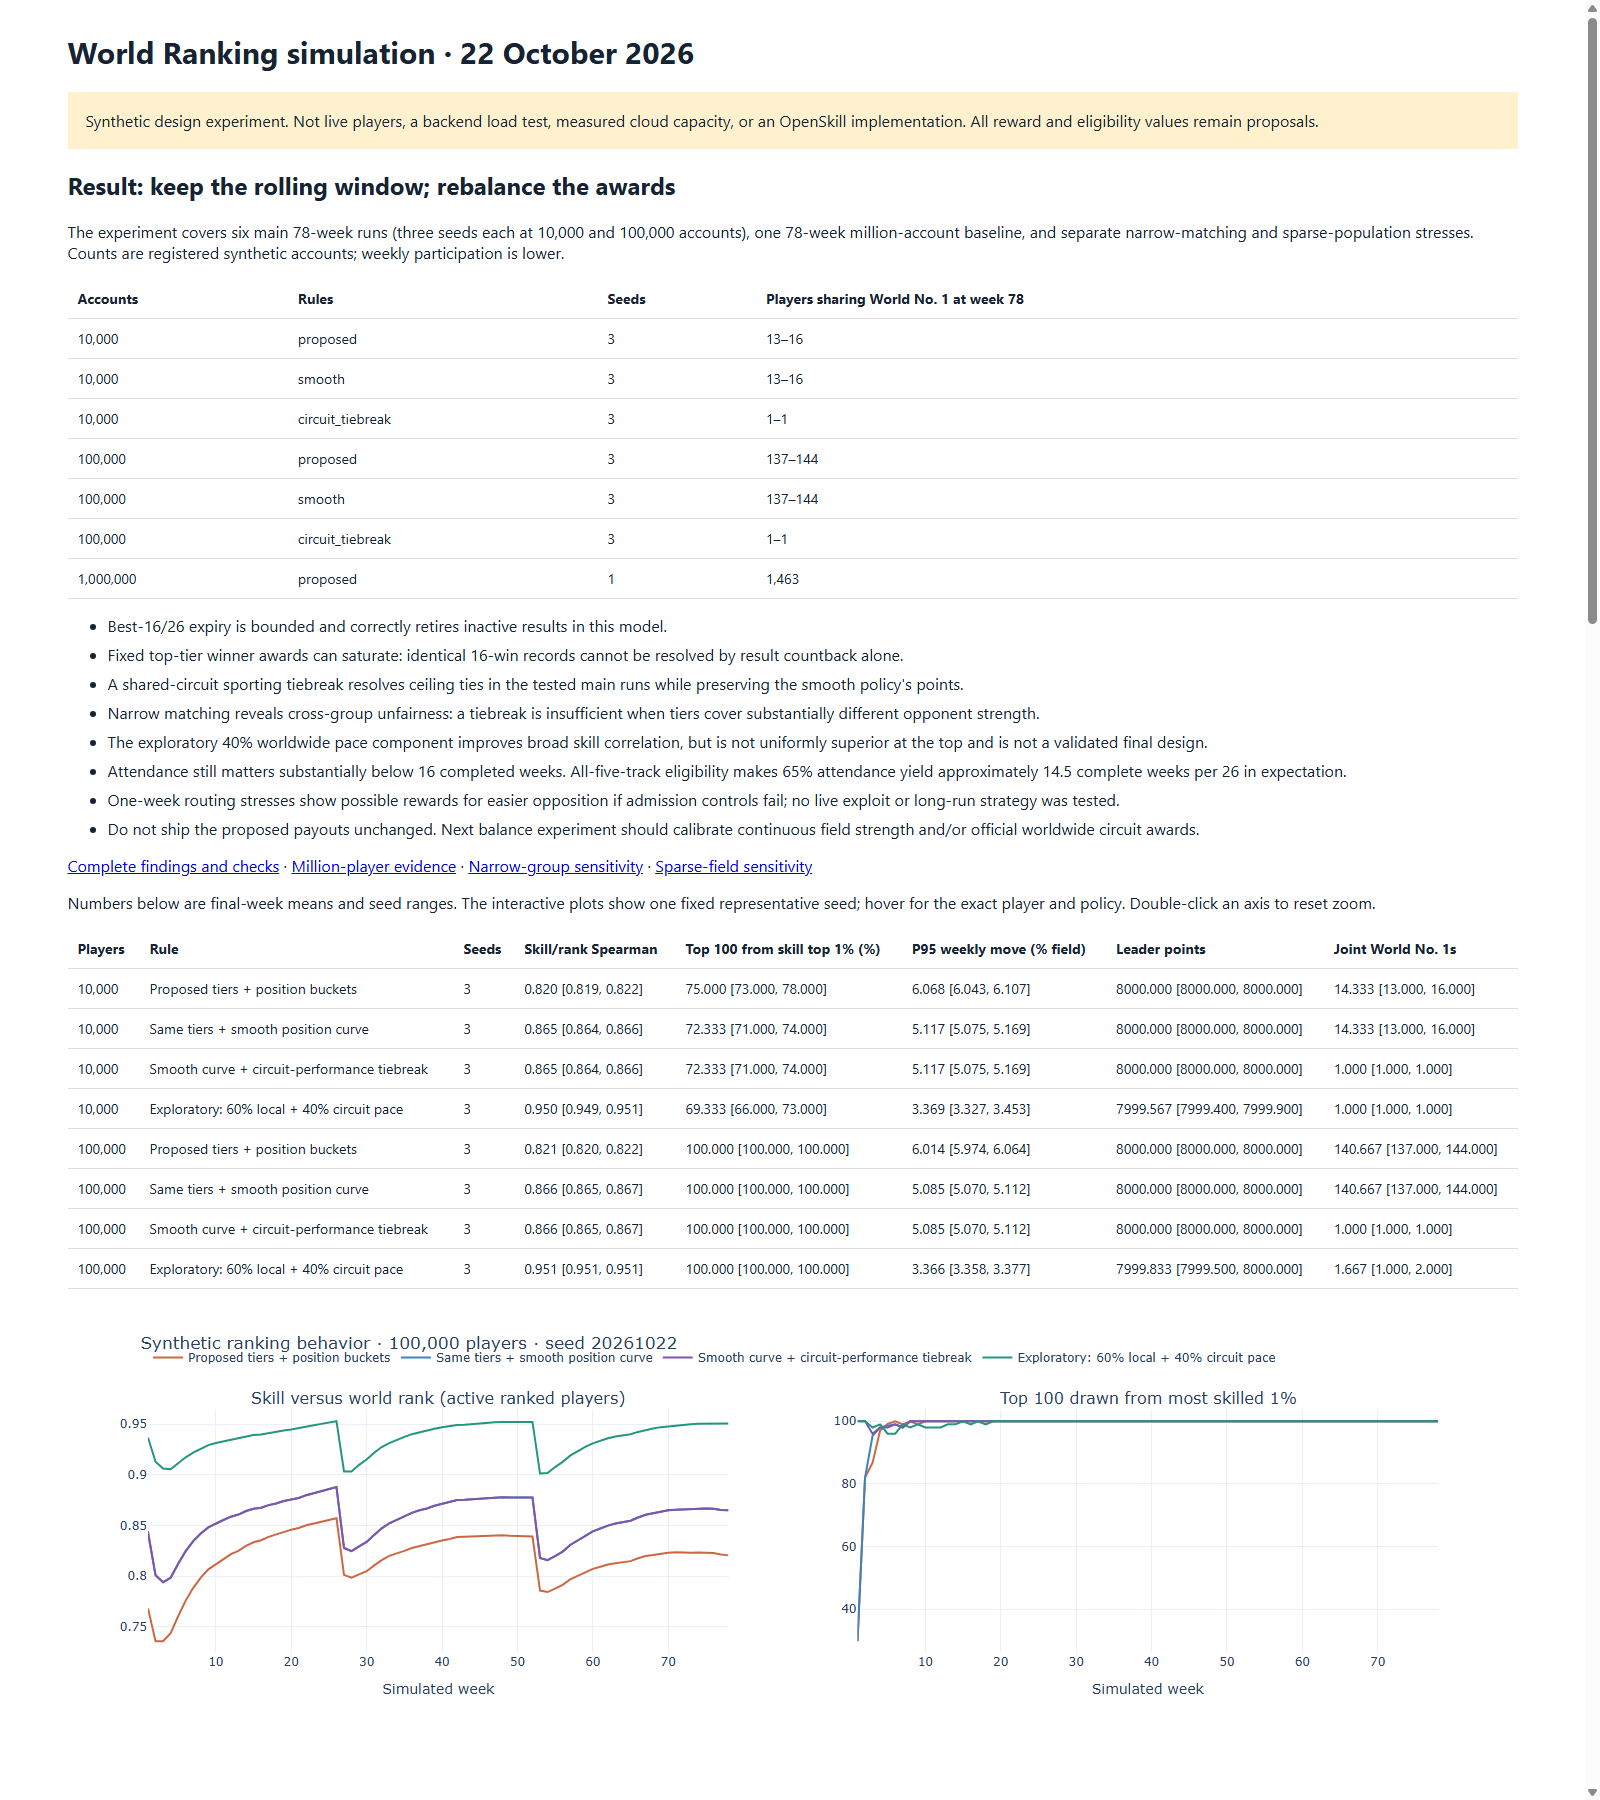 World Ranking simulation · 22 October 2026
Synthetic design experiment. Not live players, a backend load test, measured cloud capacity, or an OpenSkill implementation. All reward and eligibility values remain proposals.
Result: keep the rolling window; rebalance the awards
The experiment covers six main 78-week runs (three seeds each at 10,000 and 100,000 accounts), one 78-week million-account baseline, and separate narrow-matching and sparse-population stresses.
Counts are registered synthetic accounts; weekly participation is lower.
Accounts Rules Seeds Players sharing World No. 1 at week 78
10,000 proposed 3 13–16
10,000 smooth 3 13–16
10,000 circuit_tiebreak 3 1–1
100,000 proposed 3 137–144
100,000 smooth 3 137–144
100,000 circuit_tiebreak 3 1–1
1,000,000 proposed 1 1,463
• Best-16/26 expiry is bounded and correctly retires inactive results in this model.
• Fixed top-tier winner awards can saturate: identical 16-win records cannot be resolved by result countback alone.
• A shared-circuit sporting tiebreak resolves ceiling ties in the tested main runs while preserving the smooth policy's points.
• Narrow matching reveals cross-group unfairness: a tiebreak is insufficient when tiers cover substantially different opponent strength.
• The exploratory 40% worldwide pace component improves broad skill correlation, but is not uniformly superior at the top and is not a validated final design.
• Attendance still matters substantially below 16 completed weeks. All-five-track eligibility makes 65% attendance yield approximately 14.5 complete weeks per 26 in expectation.
• One-week routing stresses show possible rewards for easier opposition if admission controls fail; no live exploit or long-run strategy was tested.
• Do not ship the proposed payouts unchanged. Next balance experiment should calibrate continuous field strength and/or official worldwide circuit awards.
Complete findings and checks · Million-player evidence · Narrow-group sensitivity · Sparse-field sensitivity
Numbers below are final-week means and seed ranges. The interactive plots show one fixed representative seed; hover for the exact player and policy. Double-click an axis to reset zoom.
Players Rule Seeds Skill/rank Spearman Top 100 from skill top 1% (%) P95 weekly move (% field) Leader points Joint World No. 1s
10,000 Proposed tiers + position buckets 3 0.820 [0.819, 0.822] 75.000 [73.000, 78.000] 6.068 [6.043, 6.107] 8000.000 [8000.000, 8000.000] 14.333 [13.000, 16.000]
10,000 Same tiers + smooth position curve 3 0.865 [0.864, 0.866] 72.333 [71.000, 74.000] 5.117 [5.075, 5.169] 8000.000 [8000.000, 8000.000] 14.333 [13.000, 16.000]
10,000 Smooth curve + circuit-performance tiebreak 3 0.865 [0.864, 0.866] 72.333 [71.000, 74.000] 5.117 [5.075, 5.169] 8000.000 [8000.000, 8000.000] 1.000 [1.000, 1.000]
10,000 Exploratory: 60% local + 40% circuit pace 3 0.950 [0.949, 0.951] 69.333 [66.000, 73.000] 3.369 [3.327, 3.453] 7999.567 [7999.400, 7999.900] 1.000 [1.000, 1.000]
100,000 Proposed tiers + position buckets 3 0.821 [0.820, 0.822] 100.000 [100.000, 100.000] 6.014 [5.974, 6.064] 8000.000 [8000.000, 8000.000] 140.667 [137.000, 144.000]
100,000 Same tiers + smooth position curve 3 0.866 [0.865, 0.867] 100.000 [100.000, 100.000] 5.085 [5.070, 5.112] 8000.000 [8000.000, 8000.000] 140.667 [137.000, 144.000]
100,000 Smooth curve + circuit-performance tiebreak 3 0.866 [0.865, 0.867] 100.000 [100.000, 100.000] 5.085 [5.070, 5.112] 8000.000 [8000.000, 8000.000] 1.000 [1.000, 1.000]
100,000 Exploratory: 60% local + 40% circuit pace 3 0.951 [0.951, 0.951] 100.000 [100.000, 100.000] 3.366 [3.358, 3.377] 7999.833 [7999.500, 8000.000] 1.667 [1.000, 2.000]
Synthetic ranking behavior · 100,000 players · seed 20261022
Proposed tiers + position buckets Same tiers + smooth position curve Smooth curve + circuit-performance tiebreak Exploratory: 60% local + 40% circuit pace
Skill versus world rank (active ranked players)
0.95
0.9
0.85
0.8
0.75
10 20 30 40 50 60 70
Simulated week
Top 100 drawn from most skilled 1%
100
80
60
40
10 20 30 40 50 60 70
Simulated week